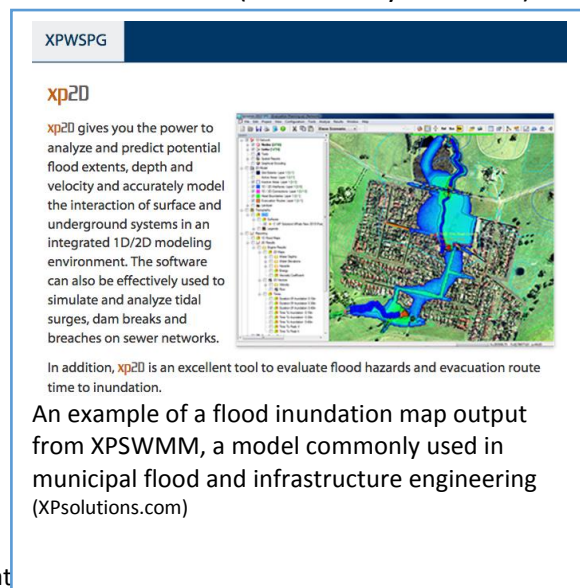 XPWSPG
xp2D
xp2D gives you the power to
analyze and predict potential
flood extents, depth and
velocity and accurately model
the interaction of surface and
underground systems in an
integrated 1D/2D modeling
environment. The software
can also be effectively used to
simulate and analyze tidal
surges, dam breaks and
breaches on sewer networks.
In addition, xp2D is an excellent tool to evaluate flood hazards and evacuation route
time to inundation.
An example of a flood inundation map output
from XPSWMM, a model commonly used in
municipal flood and infrastructure engineering
(XPsolutions.com)